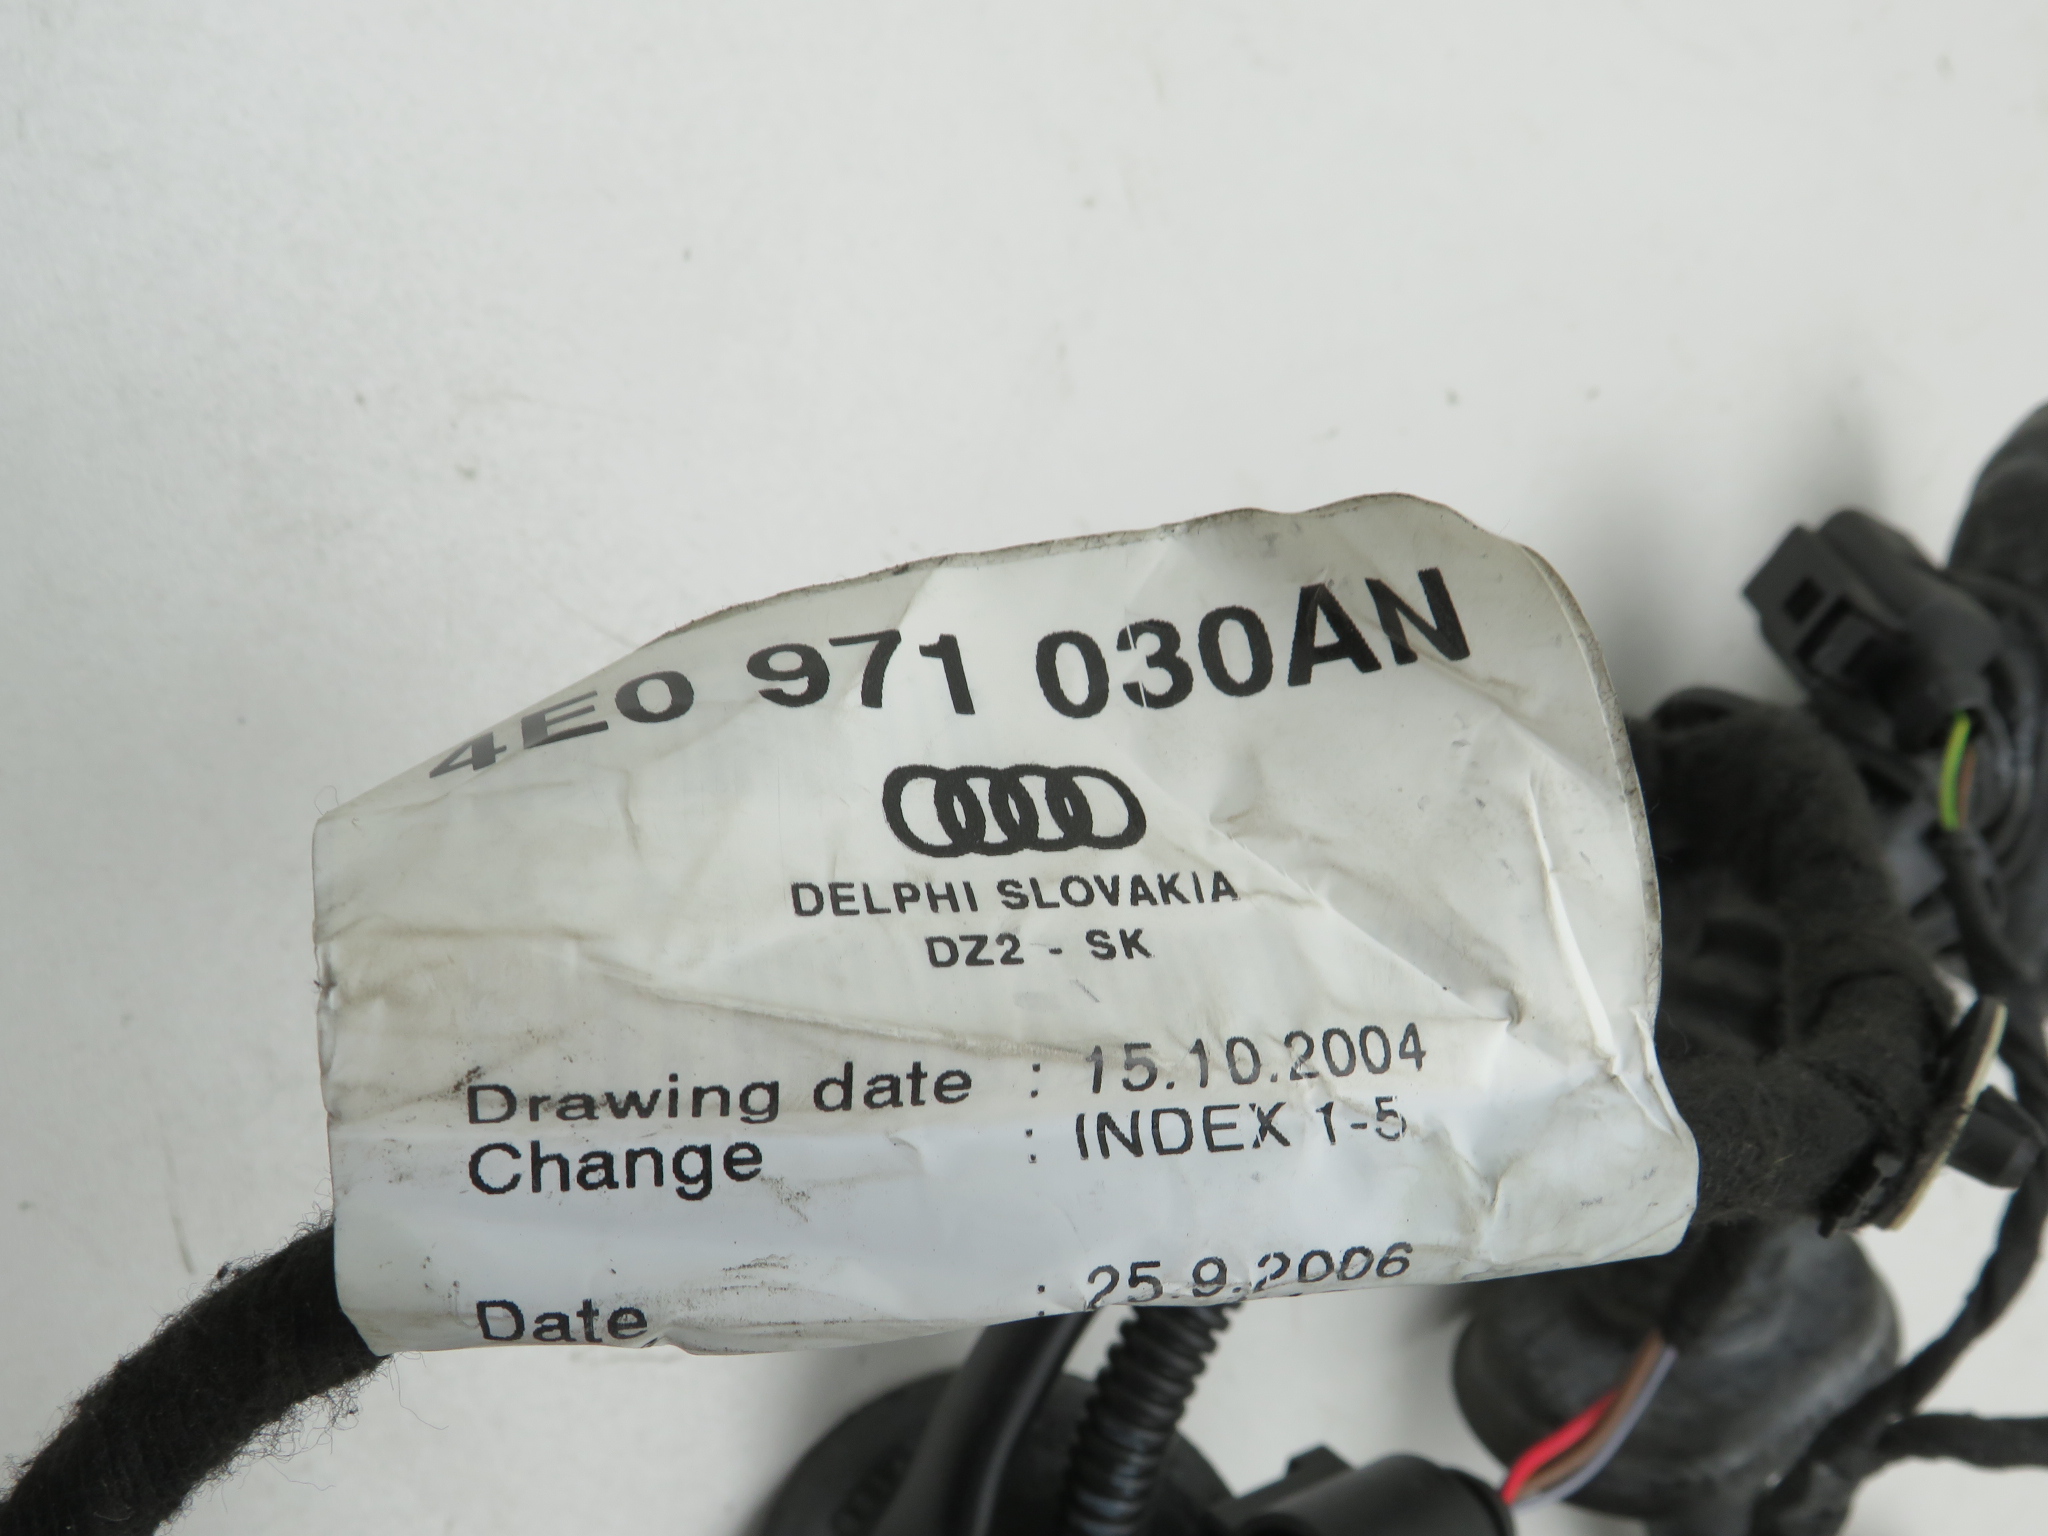 4E0 971 030AN
DELPHI SLOVAKIA
DZ2 - SK
Drawing date : 15.10.2004
Change : INDEX 1-5
Date : 25.9.2006